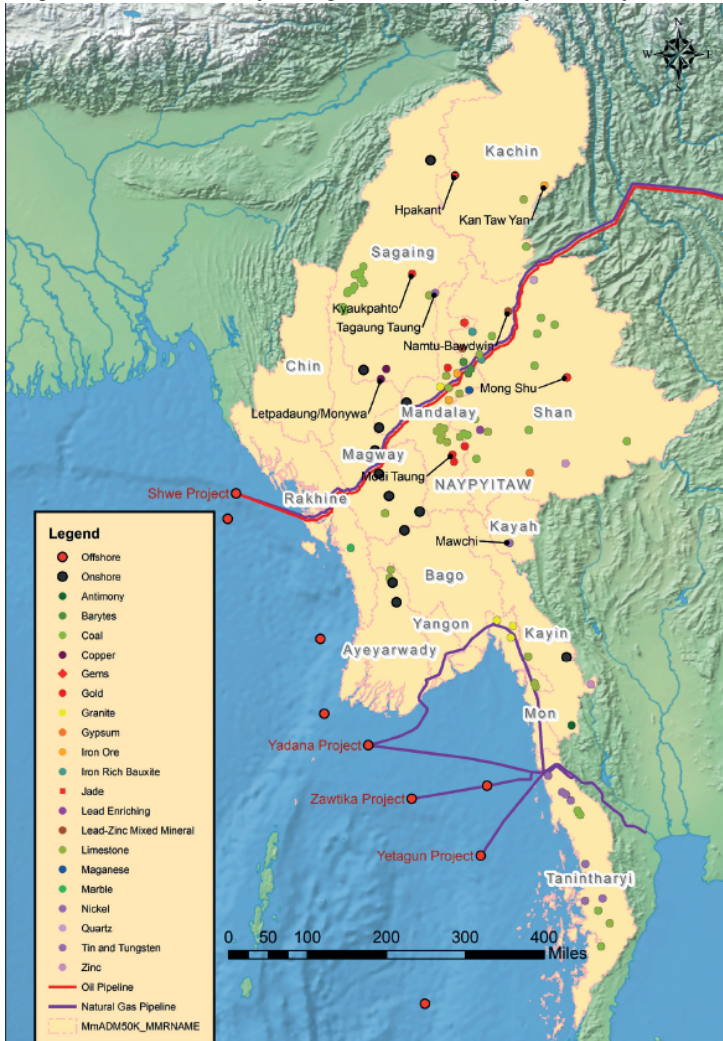 N
W
E
S
Kachin
Hpakant
Kan Taw Yan
Sagaing
Kyaukpahto
Tagaung Taung
Namtu-Bawdwin
Chin
Mong Shu
Letpadaung/Monywa
Mandalay
Shan
Magway
Modi Taung
Shwe Project
Rakhine
NAYPYITAW
Kayah
Mawchi
Bago
Yangon
Kayin
Ayeyarwady
Mon
Yadana Project
Zawtika Project
Yetagun Project
Tanintharyi
0 50 100 200 300 400
Miles
Legend
Offshore
Onshore
Antimony
Barytes
Coal
Copper
Gems
Gold
Granite
Gypsum
Iron Ore
Iron Rich Bauxite
Jade
Lead Enriching
Lead-Zinc Mixed Mineral
Limestone
Maganese
Marble
Nickel
Quartz
Tin and Tungsten
Zinc
Oil Pipeline
Natural Gas Pipeline
MmADM50K_MMRNAME